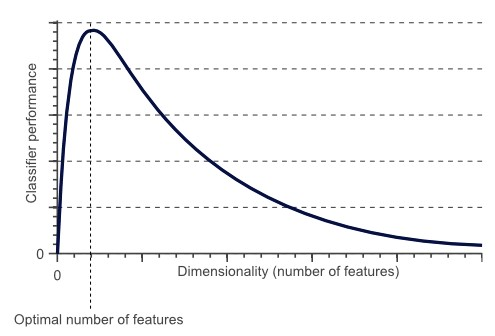 Classifier performance
0
0
Dimensionality (number of features)
Optimal number of features